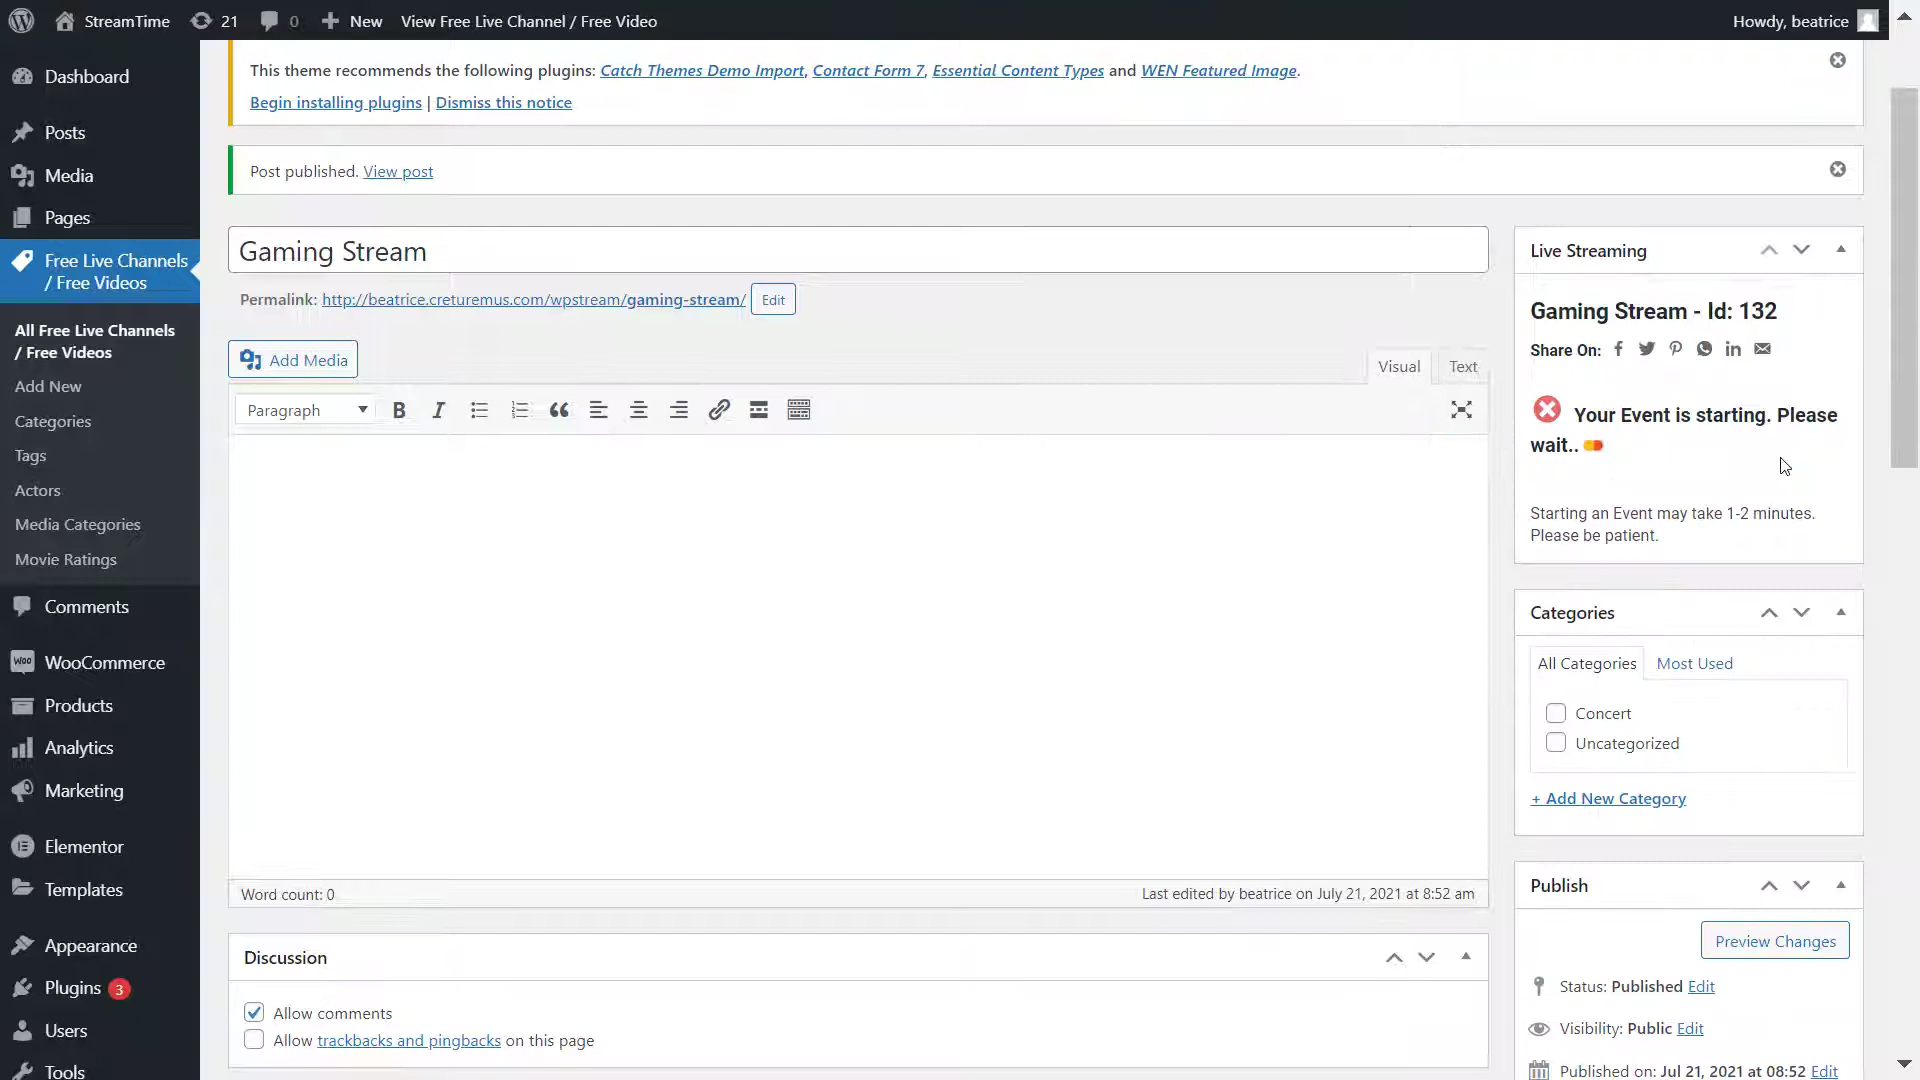 StreamTime
21
0
New
View Free Live Channel / Free Video
Howdy, beatrice
Dashboard
Posts
Media
Pages
Free Live Channels
/ Free Videos
All Free Live Channels
/ Free Videos
Add New
Categories
Tags
Actors
Media Categories
Movie Ratings
Comments
WooCommerce
Products
Analytics
Marketing
Elementor
Templates
Appearance
Plugins 3
Users
Tools
This theme recommends the following plugins: Catch Themes Demo Import, Contact Form 7, Essential Content Types and WEN Featured Image.
Begin installing plugins | Dismiss this notice
Post published. View post
Gaming Stream
Permalink: http://beatrice.creturemus.com/wpstream/gaming-stream/ Edit
Add Media
Visual
Text
Paragraph
B
I
Word count: 0
Last edited by beatrice on July 21, 2021 at 8:52 am
Discussion
Allow comments
Allow trackbacks and pingbacks on this page
Live Streaming
Gaming Stream - Id: 132
Share On:
Your Event is starting. Please
wait..
Starting an Event may take 1-2 minutes.
Please be patient.
Categories
All Categories
Most Used
Concert
Uncategorized
+ Add New Category
Publish
Preview Changes
Status: Published Edit
Visibility: Public Edit
Published on: Jul 21, 2021 at 08:52 Edit